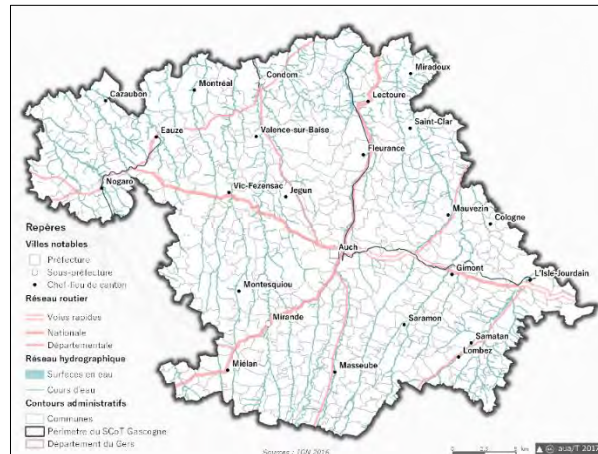 Miradoux
Cazaubon
Montréal
Condom
Lectoure
Saint-Clar
Eauze
Valence-sur-Baïse
Fleurance
Nogaro
Vic-Fezensac
Jegun
Mauvezin
Cologne
Auch
Gimont
L'Isle-Jourdain
Montesquiou
Mirande
Saramon
Samatan
Lombez
Miélan
Masseube
Repères
Villes notables
Préfecture
Sous-préfecture
Chef-lieu de canton
Réseau routier
Voies rapides
Nationale
Départementale
Réseau hydrographique
Surfaces en eau
Cours d'eau
Contours administratifs
Communes
Périmètre du SCoT Gascogne
Département du Gers
Sources : IGN 2016
km
aua/T 2017